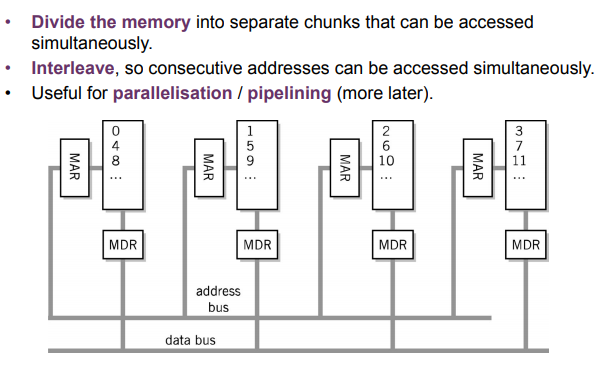 • Divide the memory into separate chunks that can be accessed
simultaneously.
• Interleave, so consecutive addresses can be accessed simultaneously.
• Useful for parallelisation / pipelining (more later).
MAR
0
4
8
...
MDR
MAR
1
5
9
...
MDR
MAR
2
6
10
...
MDR
MAR
3
7
11
...
MDR
address
bus
data bus